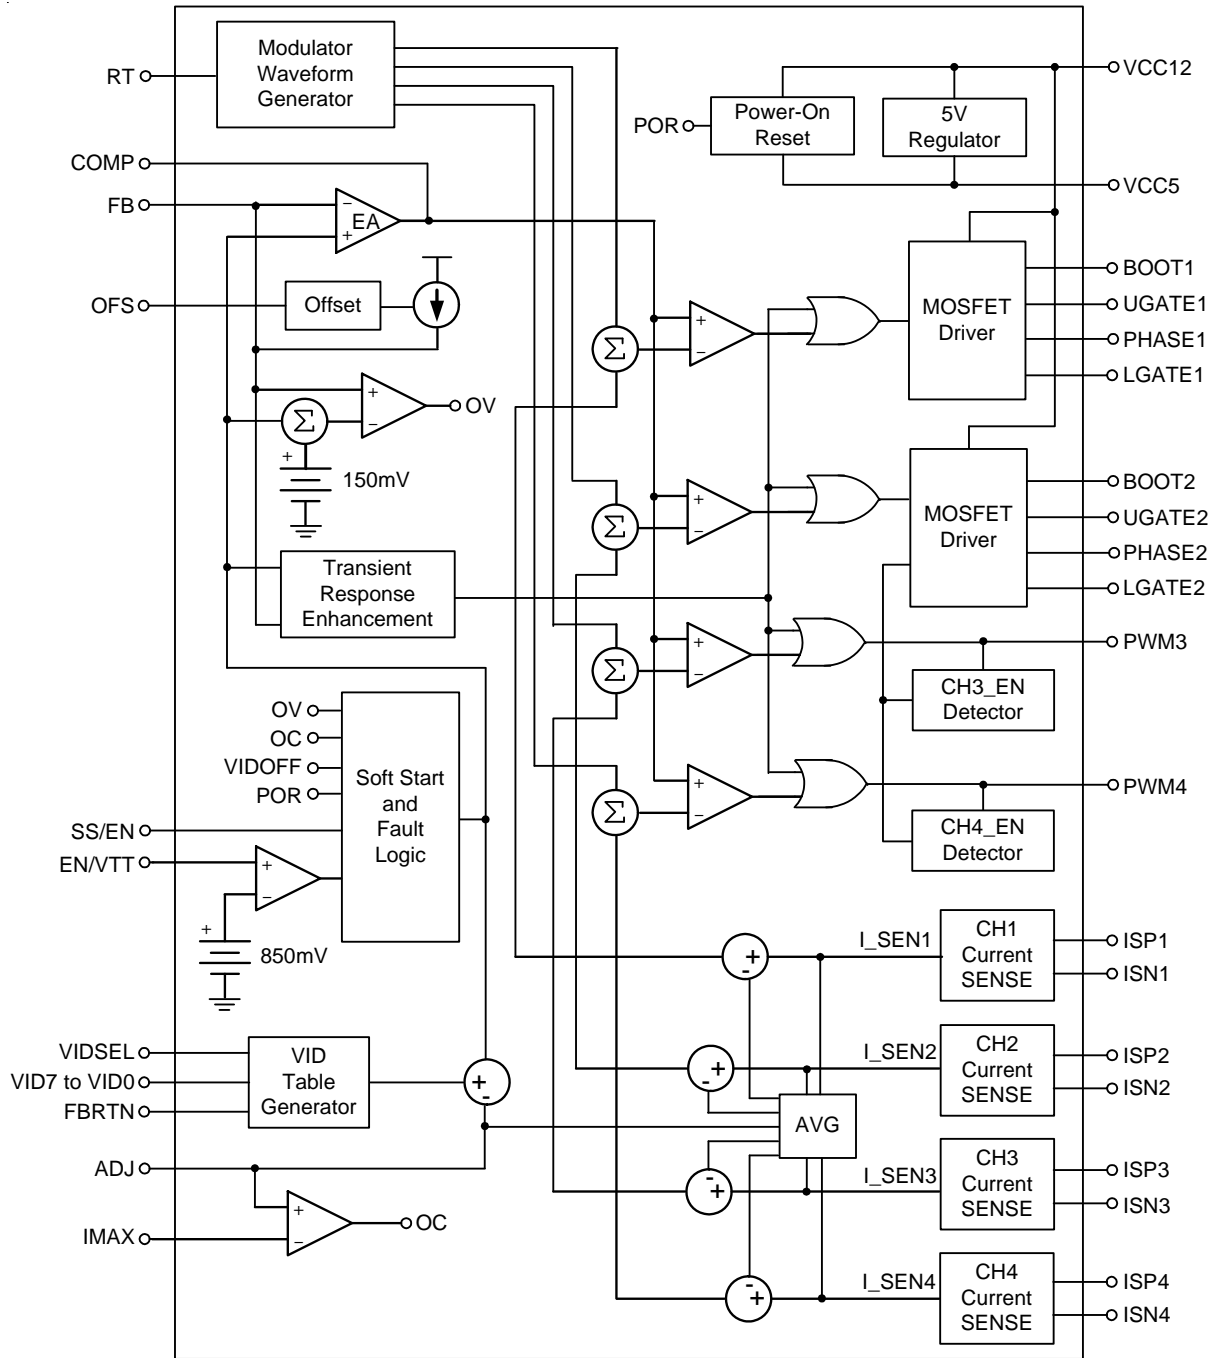 Modulator
Waveform
Generator
RT
VCC12
Power-On
Reset
5V
Regulator
POR
COMP
VCC5
FB
−
EA
+
OFS
Offset
MOSFET
Driver
BOOT1
UGATE1
PHASE1
LGATE1
+
−
Σ
+
−
OV
Σ
+
150mV
MOSFET
Driver
BOOT2
UGATE2
PHASE2
LGATE2
+
−
Σ
Transient
Response
Enhancement
+
−
Σ
PWM3
CH3_EN
Detector
OV
OC
VIDOFF
POR
Soft Start
and
Fault
Logic
+
−
Σ
PWM4
CH4_EN
Detector
SS/EN
EN/VTT
+
−
+
850mV
I_SEN1
CH1
Current
SENSE
ISP1
ISN1
+
-
VIDSEL
VID7 to VID0
FBRTN
VID
Table
Generator
+
-
I_SEN2
CH2
Current
SENSE
ISP2
ISN2
+
-
AVG
ADJ
I_SEN3
CH3
Current
SENSE
ISP3
ISN3
-
+
IMAX
+
−
OC
I_SEN4
CH4
Current
SENSE
ISP4
ISN4
-
+